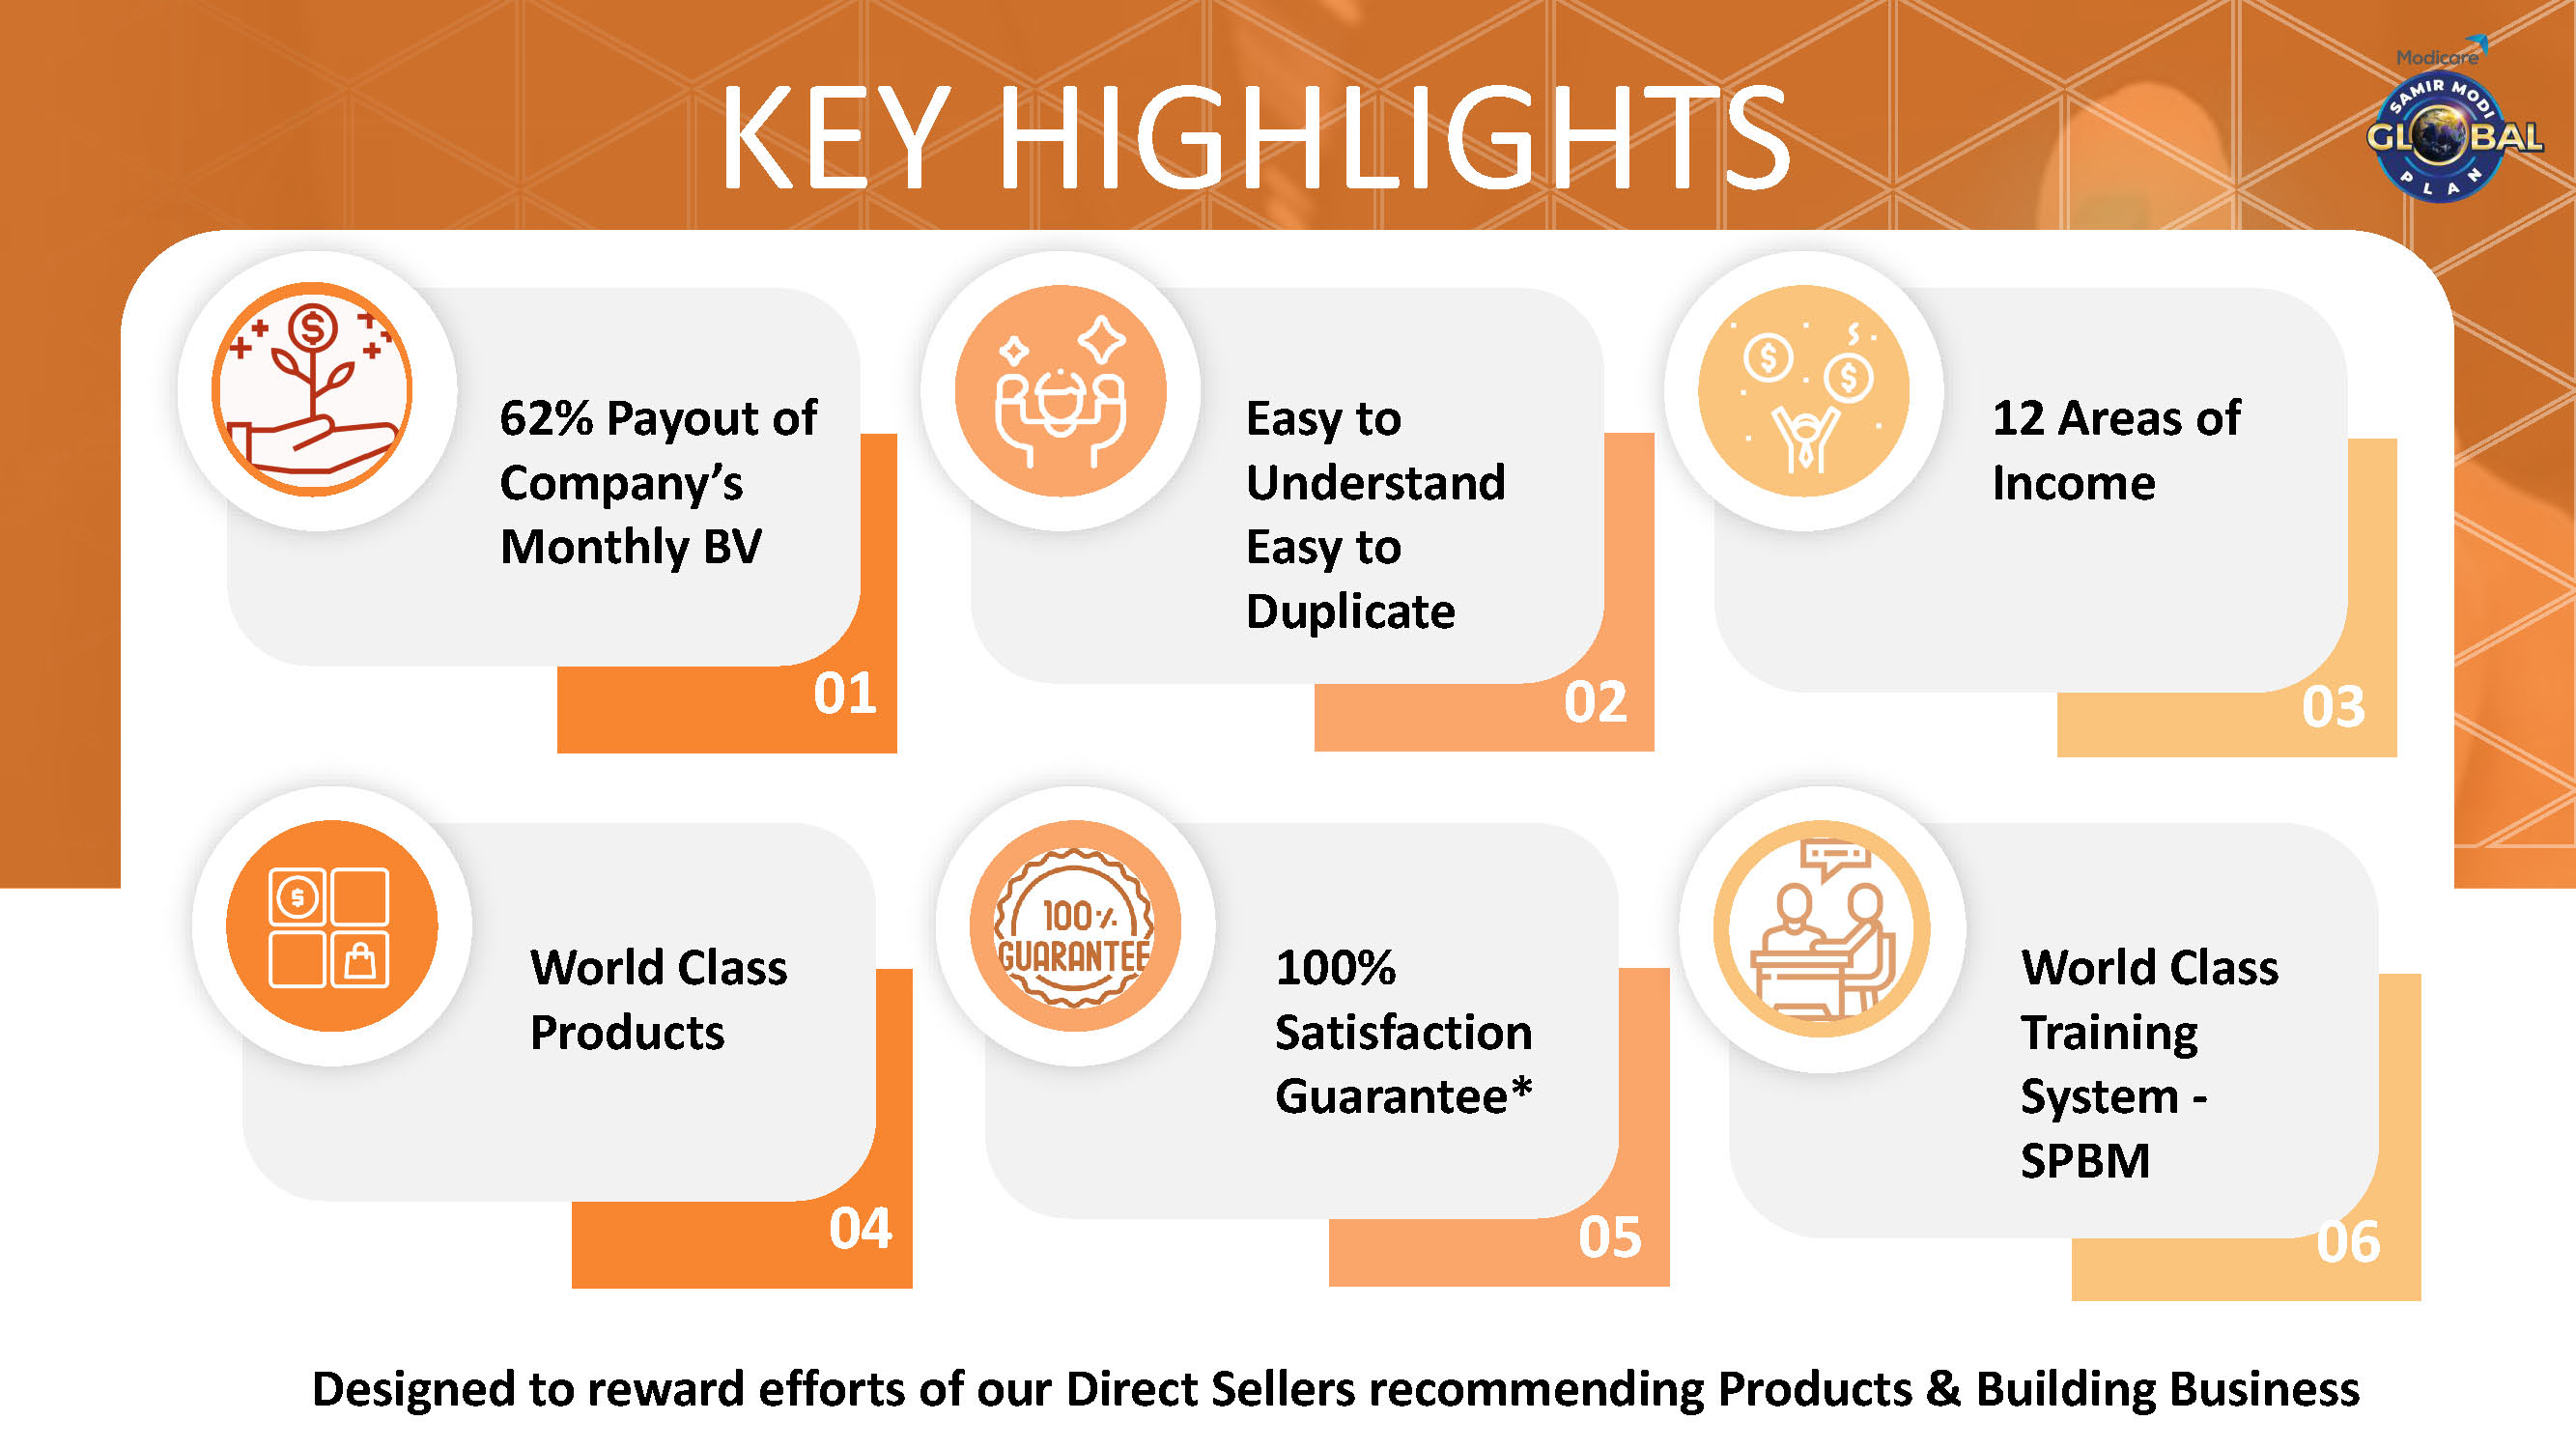 KEY HIGHLIGHTS
Modicare
SAMIR MODI
GLOBAL
PLAN
62% Payout of
Company’s
Monthly BV
01
Easy to
Understand
Easy to
Duplicate
02
12 Areas of
Income
03
World Class
Products
04
100%
GUARANTEE
100%
Satisfaction
Guarantee*
05
World Class
Training
System -
SPBM
06
Designed to reward efforts of our Direct Sellers recommending Products & Building Business